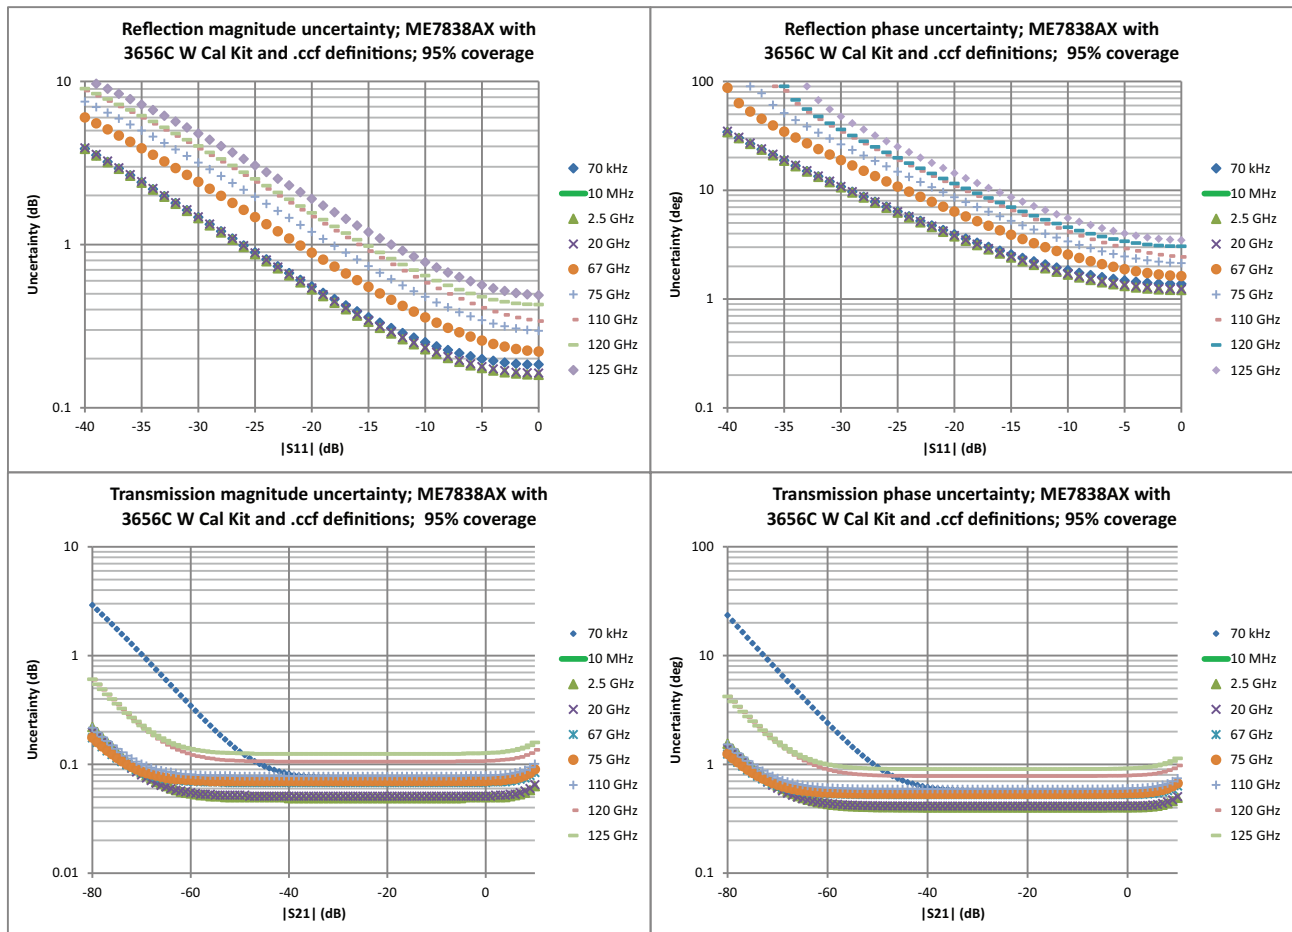 Reflection magnitude uncertainty; ME7838AX with
3656C W Cal Kit and .ccf definitions; 95% coverage
10
1
0.1
Uncertainty (dB)
-40 -35 -30 -25 -20 -15 -10 -5 0
|S11| (dB)
70 kHz
10 MHz
2.5 GHz
20 GHz
67 GHz
75 GHz
110 GHz
120 GHz
125 GHz
Reflection phase uncertainty; ME7838AX with
3656C W Cal Kit and .ccf definitions; 95% coverage
100
10
1
0.1
Uncertainty (deg)
-40 -35 -30 -25 -20 -15 -10 -5 0
|S11| (dB)
70 kHz
10 MHz
2.5 GHz
20 GHz
67 GHz
75 GHz
110 GHz
120 GHz
125 GHz
Transmission magnitude uncertainty; ME7838AX with
3656C W Cal Kit and .ccf definitions; 95% coverage
10
1
0.1
0.01
Uncertainty (dB)
-80 -60 -40 -20 0
|S21| (dB)
70 kHz
10 MHz
2.5 GHz
20 GHz
67 GHz
75 GHz
110 GHz
120 GHz
125 GHz
Transmission phase uncertainty; ME7838AX with
3656C W Cal Kit and .ccf definitions; 95% coverage
100
10
1
0.1
Uncertainty (deg)
-80 -60 -40 -20 0
|S21| (dB)
70 kHz
10 MHz
2.5 GHz
20 GHz
67 GHz
75 GHz
110 GHz
120 GHz
125 GHz